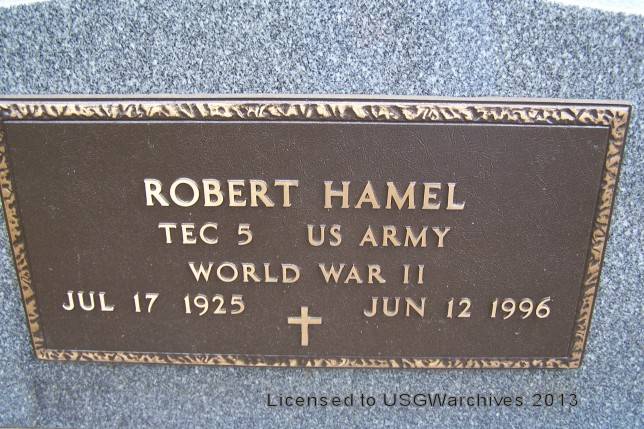 ROBERT HAMEL
TEC 5 US ARMY
WORLD WAR II
JUL 17 1925 JUN 12 1996
Licensed to USGWarchives 2013